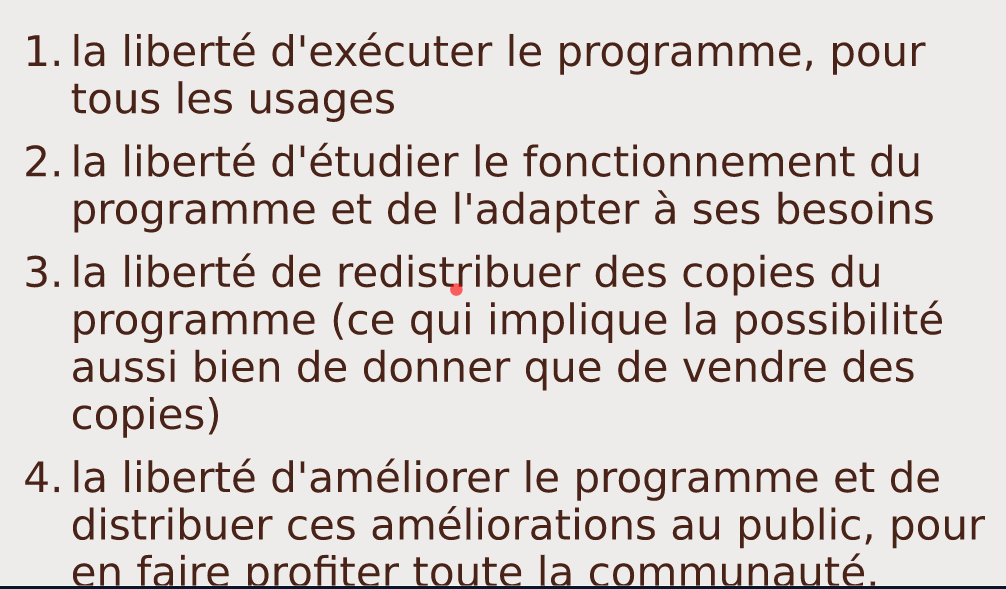 1. la liberté d'exécuter le programme, pour
tous les usages
2. la liberté d'étudier le fonctionnement du
programme et de l'adapter à ses besoins
3. la liberté de redistribuer des copies du
programme (ce qui implique la possibilité
aussi bien de donner que de vendre des
copies)
4. la liberté d'améliorer le programme et de
distribuer ces améliorations au public, pour
en faire profiter toute la communauté.